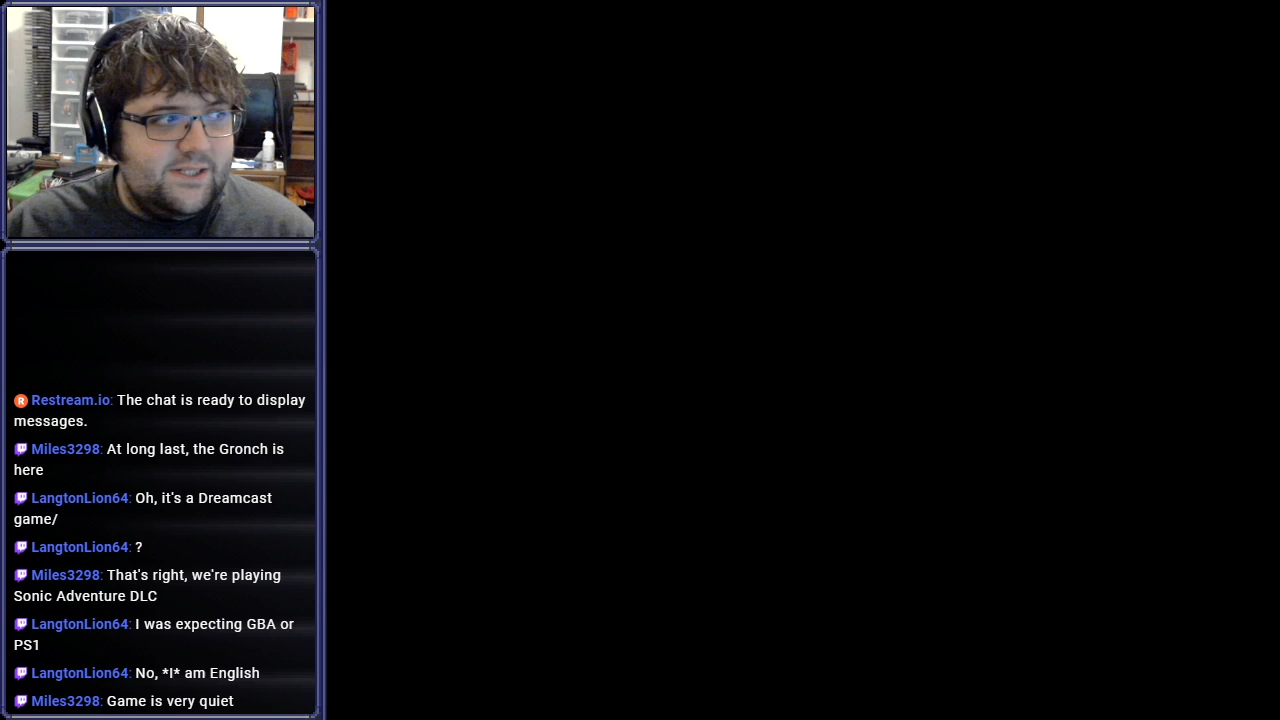 Restream.io: The chat is ready to display
messages.
Miles3298: At long last, the Gronch is
here
LangtonLion64: Oh, it's a Dreamcast
game/
LangtonLion64: ?
Miles3298: That's right, we're playing
Sonic Adventure DLC
LangtonLion64: I was expecting GBA or
PS1
LangtonLion64: No, *I* am English
Miles3298: Game is very quiet